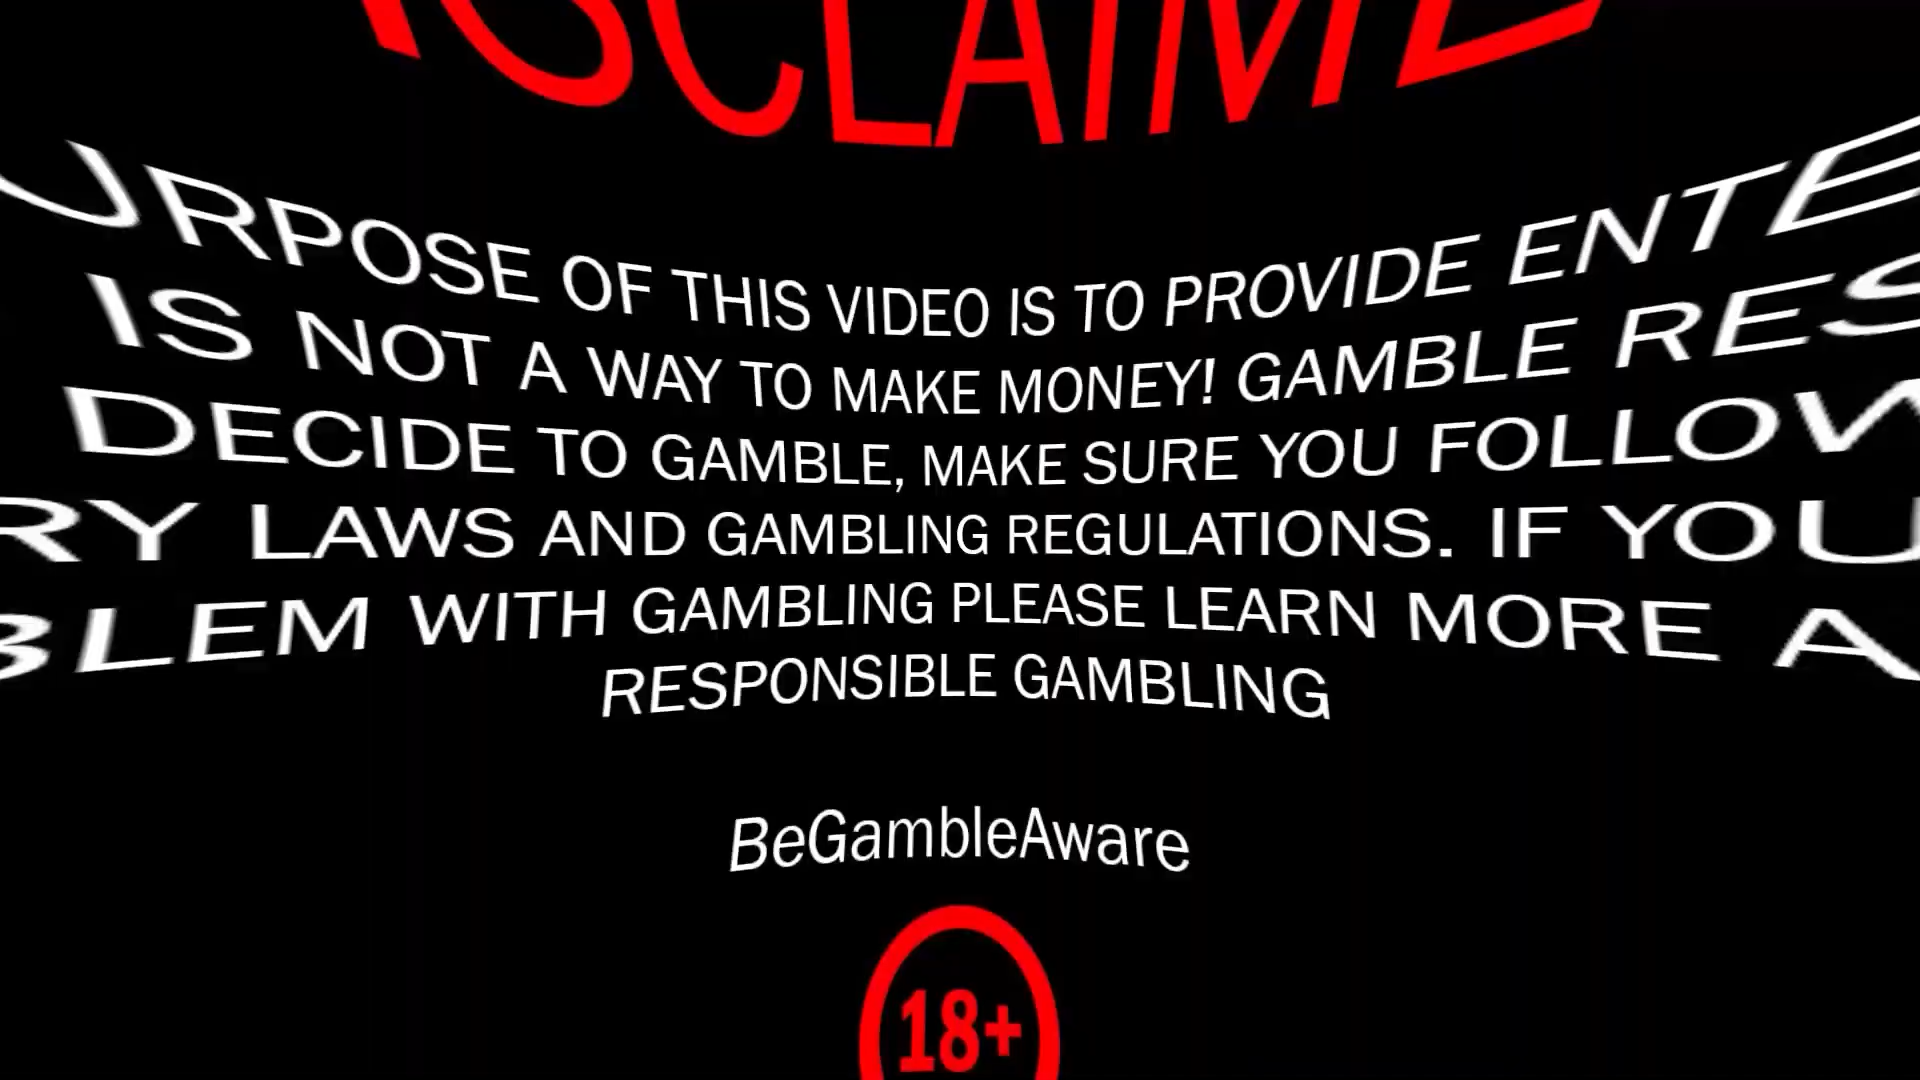 ISCLAIME
URPOSE OF THIS VIDEO IS TO PROVIDE ENTE
IS NOT A WAY TO MAKE MONEY! GAMBLE RES
DECIDE TO GAMBLE, MAKE SURE YOU FOLLOW
RY LAWS AND GAMBLING REGULATIONS. IF YOU
BLEM WITH GAMBLING PLEASE LEARN MORE A
RESPONSIBLE GAMBLING
BeGambleAware
18+